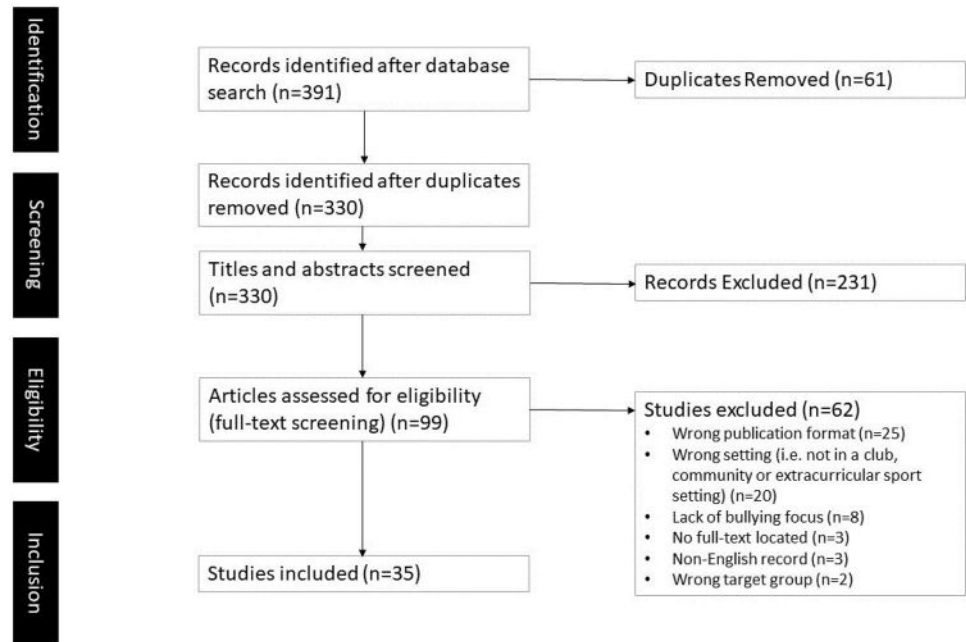 Identification
Records identified after database
search (n=391)
Duplicates Removed (n=61)
Screening
Records identified after duplicates
removed (n=330)
Titles and abstracts screened
(n=330)
Records Excluded (n=231)
Eligibility
Articles assessed for eligibility
(full-text screening) (n=99)
Studies excluded (n=62)
• Wrong publication format (n=25)
• Wrong setting (i.e. not in a club,
community or extracurricular sport
setting) (n=20)
• Lack of bullying focus (n=8)
• No full-text located (n=3)
• Non-English record (n=3)
• Wrong target group (n=2)
Inclusion
Studies included (n=35)